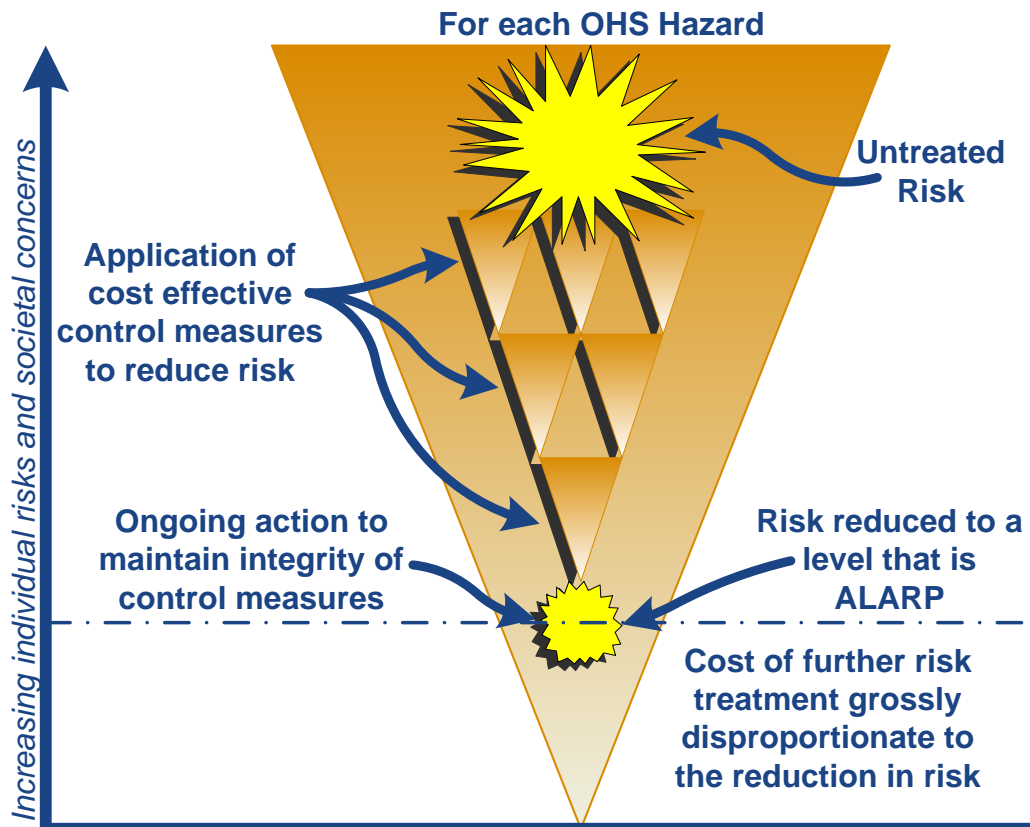 For each OHS Hazard
Increasing individual risks and societal concerns
Untreated
Risk
Application of
cost effective
control measures
to reduce risk
Ongoing action to
maintain integrity of
control measures
Risk reduced to a
level that is
ALARP
Cost of further risk
treatment grossly
disproportionate to
the reduction in risk